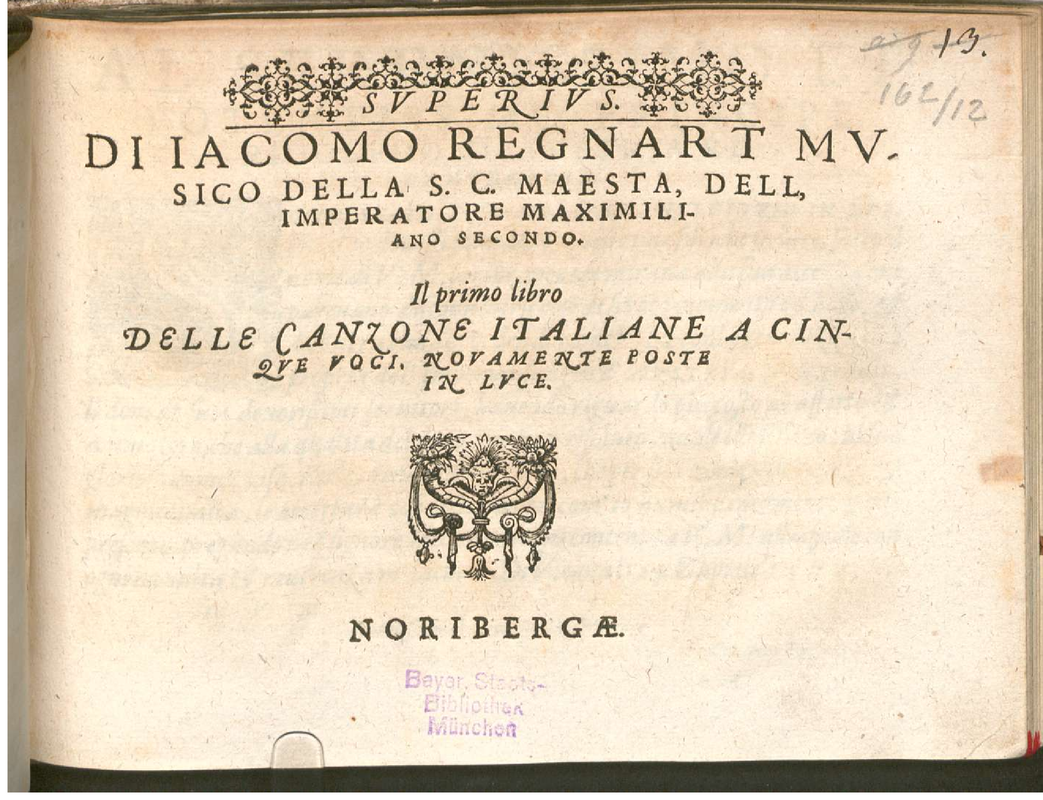 13.
162/12
SVPERIVS.
DI IACOMO REGNART MV-
SICO DELLA S. C. MAESTA, DELL,
IMPERATORE MAXIMILI-
ANO SECONDO.
Il primo libro
DELLE CANZONE ITALIANE A CIN-
QVE VOCI, NOVAMENTE POSTE
IN LVCE.
NORIBERGÆ.
Bayer. Staats-
Bibliothek
München